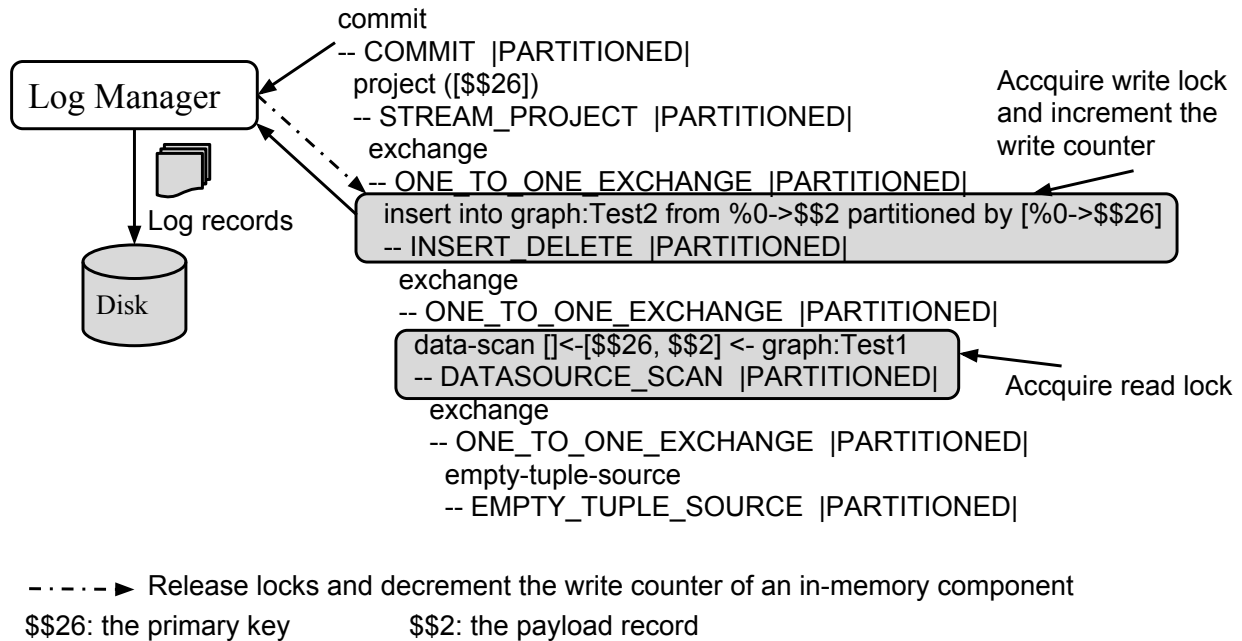 commit
-- COMMIT |PARTITIONED|
project ([$$26])
-- STREAM_PROJECT |PARTITIONED|
exchange
-- ONE_TO_ONE_EXCHANGE |PARTITIONED|
insert into graph:Test2 from %0->$$2 partitioned by [%0->$$26]
-- INSERT_DELETE |PARTITIONED|
exchange
-- ONE_TO_ONE_EXCHANGE |PARTITIONED|
data-scan []<-[$$26, $$2] <- graph:Test1
-- DATASOURCE_SCAN |PARTITIONED|
exchange
-- ONE_TO_ONE_EXCHANGE |PARTITIONED|
empty-tuple-source
-- EMPTY_TUPLE_SOURCE |PARTITIONED|
Log Manager
Log records
Disk
Accquire write lock
and increment the
write counter
Accquire read lock
Release locks and decrement the write counter of an in-memory component
$$26: the primary key
$$2: the payload record